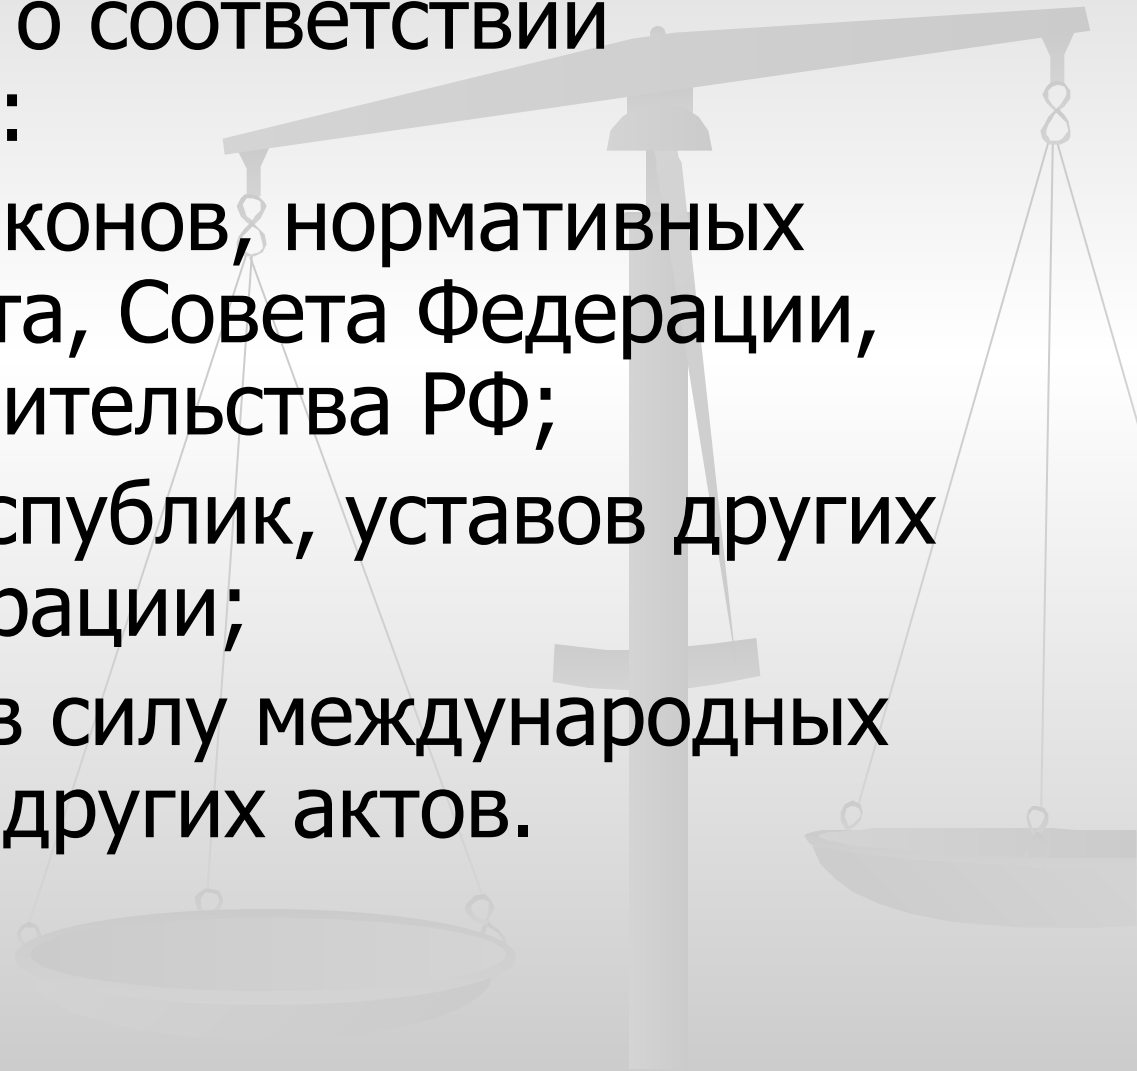 о соответствии
:
конов, нормативных
та, Совета Федерации,
ительства РФ;
спублик, уставов других
рации;
в силу международных
других актов.